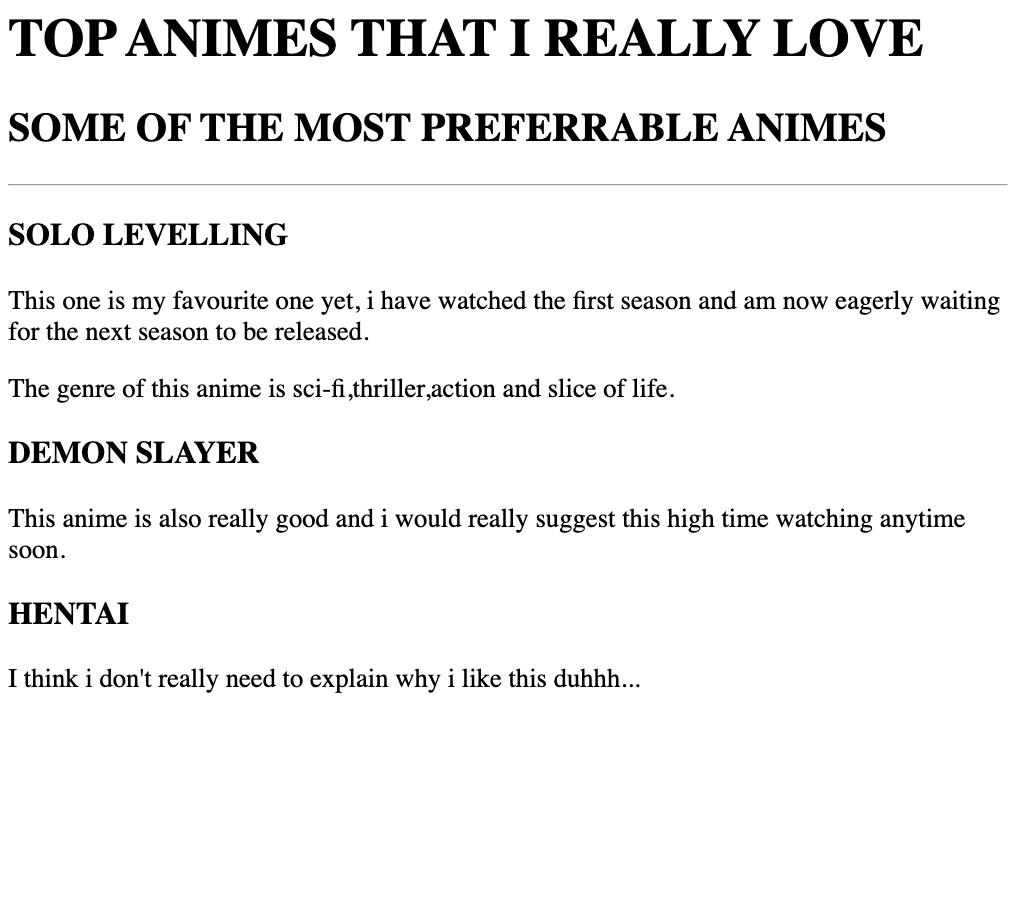 TOP ANIMES THAT I REALLY LOVE
SOME OF THE MOST PREFERRABLE ANIMES
SOLO LEVELLING
This one is my favourite one yet, i have watched the first season and am now eagerly waiting
for the next season to be released.
The genre of this anime is sci-fi,thriller,action and slice of life.
DEMON SLAYER
This anime is also really good and i would really suggest this high time watching anytime
soon.
HENTAI
I think i don't really need to explain why i like this duhhh...